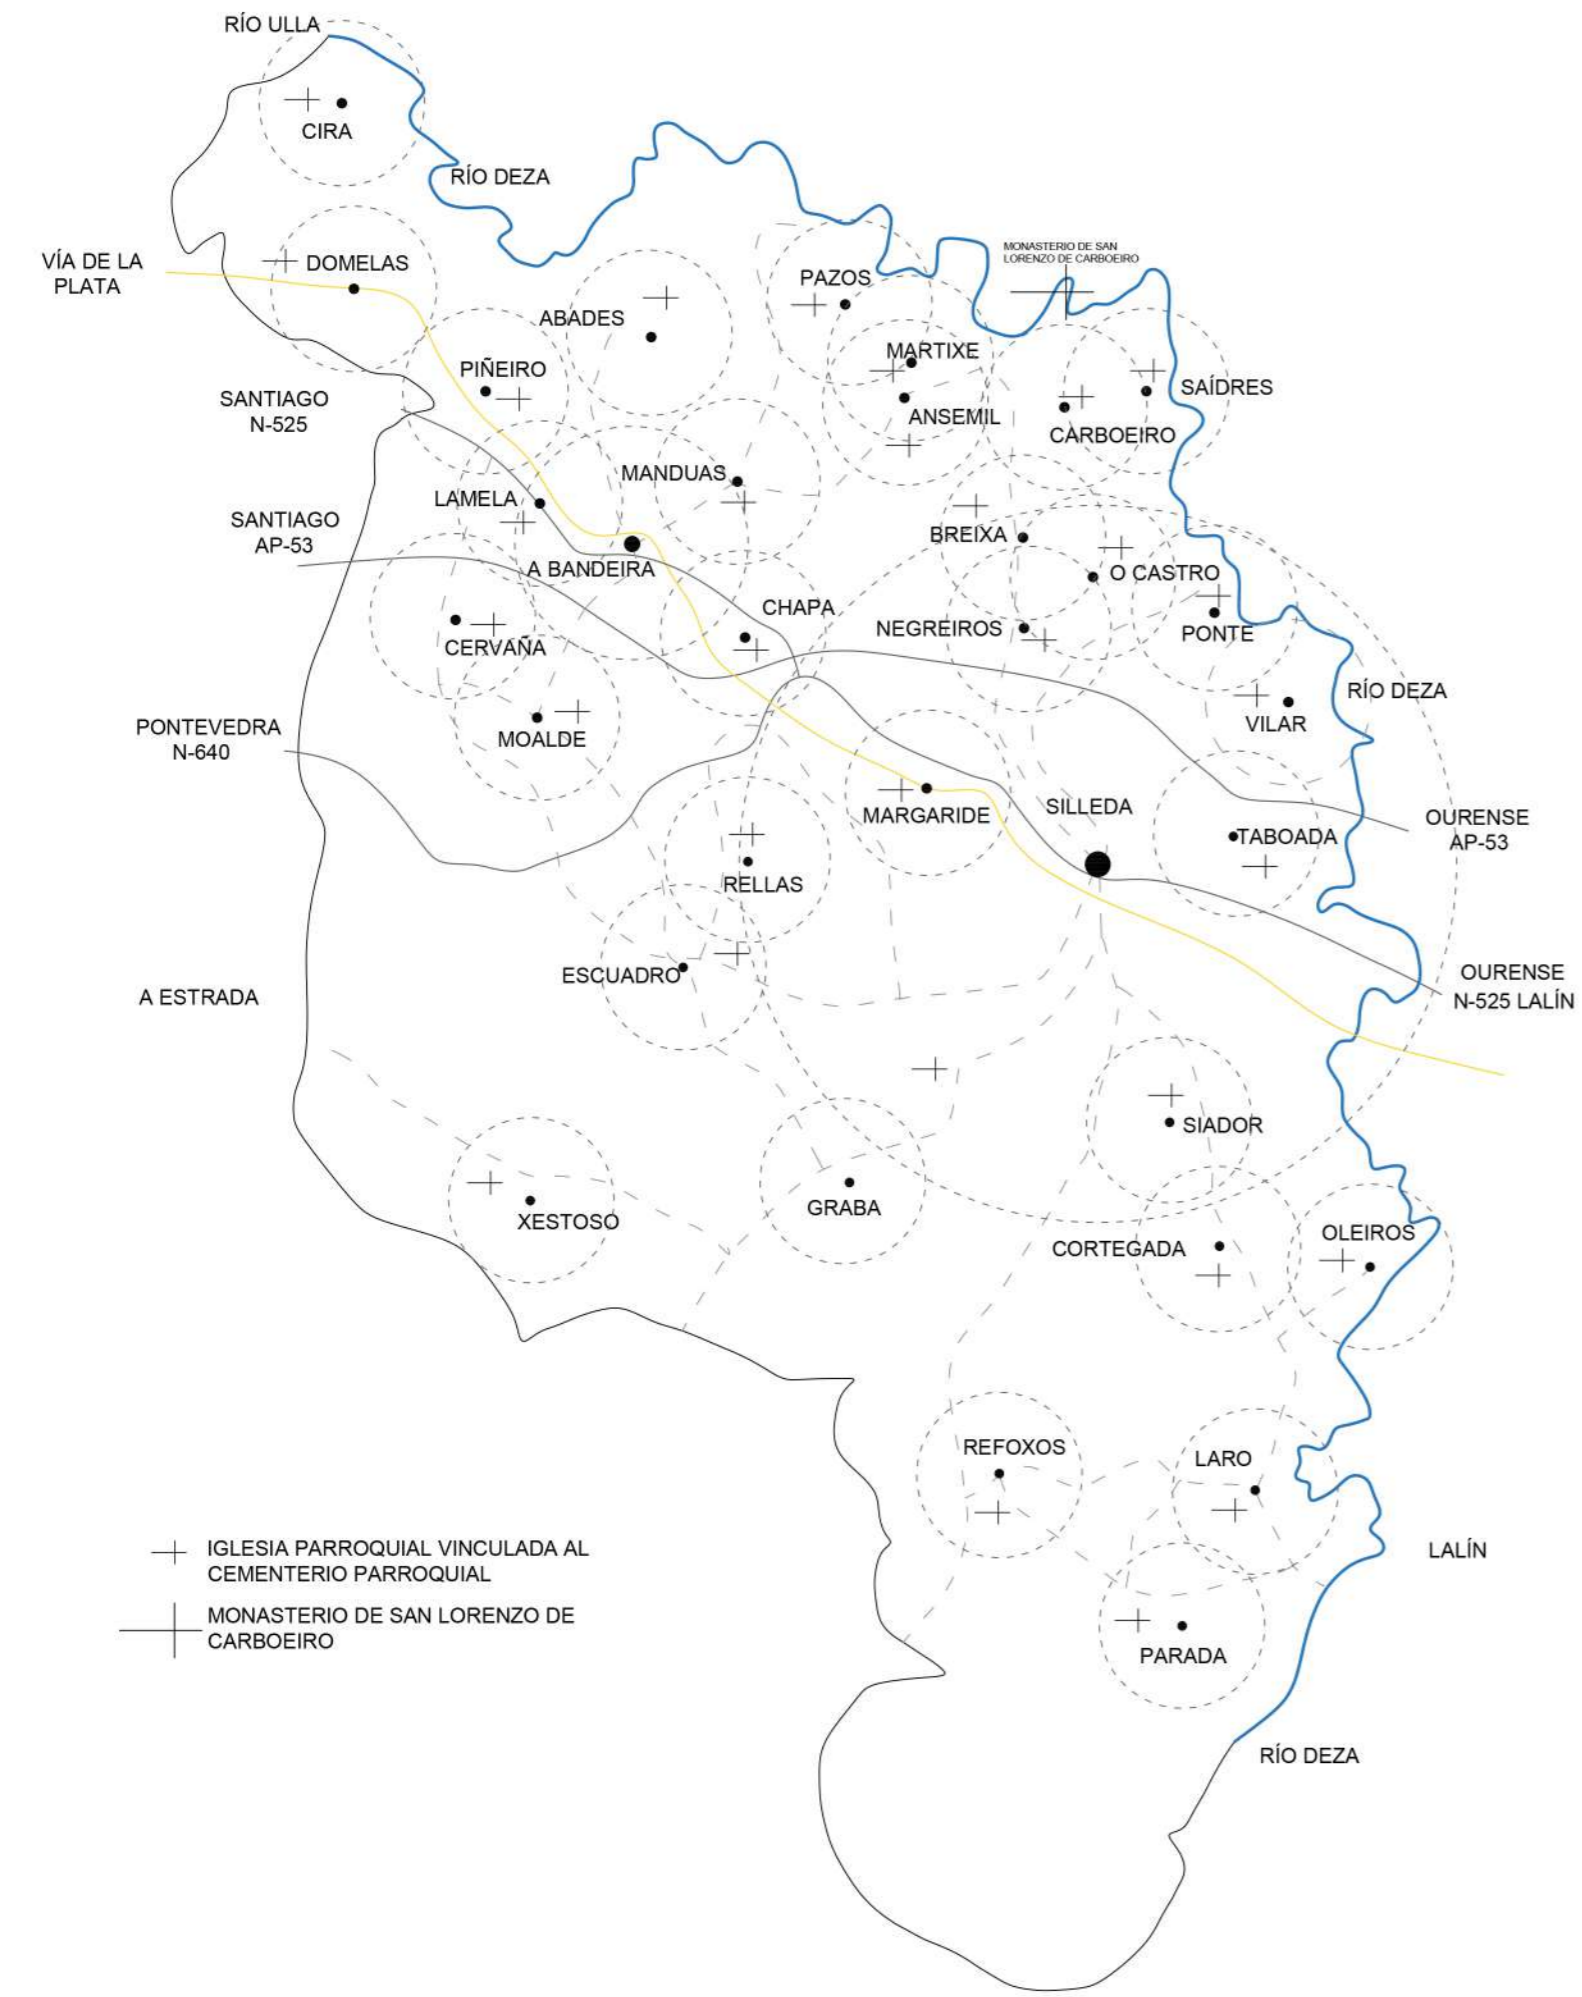 RÍO ULLA
CIRA
RÍO DEZA
VÍA DE LA
PLATA
DOMELAS
MONASTERIO DE SAN
LORENZO DE CARBOEIRO
PAZOS
ABADES
MARTIXE
PIÑEIRO
SAÍDRES
SANTIAGO
N-525
ANSEMIL
CARBOEIRO
MANDUAS
LAMELA
SANTIAGO
AP-53
BREIXA
A BANDEIRA
O CASTRO
CHAPA
NEGREIROS
PONTE
CERVAÑA
RÍO DEZA
VILAR
PONTEVEDRA
N-640
MOALDE
MARGARIDE
SILLEDA
TABOADA
OURENSE
AP-53
RELLAS
ESCUADRO
OURENSE
N-525 LALÍN
A ESTRADA
SIADOR
GRABA
XESTOSO
OLEIROS
CORTEGADA
REFOXOS
LARO
IGLESIA PARROQUIAL VINCULADA AL
CEMENTERIO PARROQUIAL
LALÍN
MONASTERIO DE SAN LORENZO DE
CARBOEIRO
PARADA
RÍO DEZA